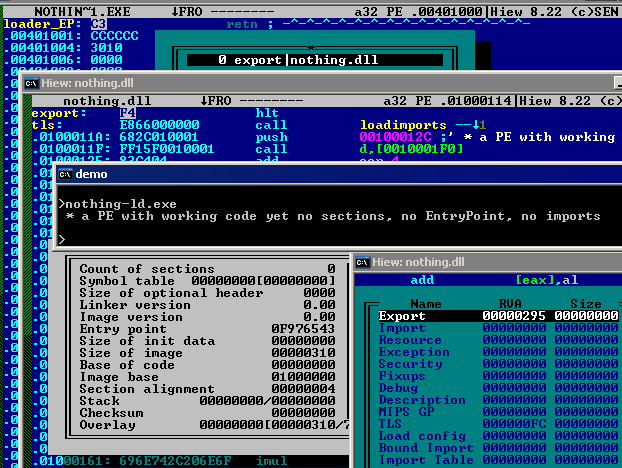 NOTHIN~1.EXE ↓FRO -------- a32 PE .00401000|Hiew 8.22 (c)SEN
loader_EP: C3 retn ; -^-^-^-^-^-^-^-^-^-^-^-^-^-^-^-^-
.00401001: CCCCCC
.00401004: 3010
.00401006: 0000
0 export|nothing.dll
Hiew: nothing.dll
nothing.dll ↓FRO -------- a32 PE .01000114|Hiew 8.22 (c)
export: F4 hlt
tls: E866000000 call loadimports --↓1
.0100011A: 682C010001 push 00100012C ;' * a PE with working
.0100011F: FF15F0010001 call d,[0010001F0]
.01000125: 83C404 add esp,4
demo
>nothing-ld.exe
* a PE with working code yet no sections, no EntryPoint, no imports
>
Count of sections 0
Symbol table 00000000[00000000]
Size of optional header 0000
Linker version 0.00
Image version 0.00
Entry point 0F976543
Size of init data 00000000
Size of image 00000310
Base of code 00000000
Image base 01000000
Section alignment 00000004
Stack 00000000/00000000
Checksum 00000000
Overlay 00000000[00000310/7
.01000161: 696E742C206E6F imul
Hiew: nothing.dll
add [eax],al
Name RVA Size
Export 00000295 00000000
Import 00000000 00000000
Resource 00000000 00000000
Exception 00000000 00000000
Security 00000000 00000000
Fixups 00000000 00000000
Debug 00000000 00000000
Description 00000000 00000000
MIPS GP 00000000 00000000
TLS 000000FC 00000000
Load config 00000000 00000000
Bound Import 00000000 00000000
Import Table 00000000 00000000